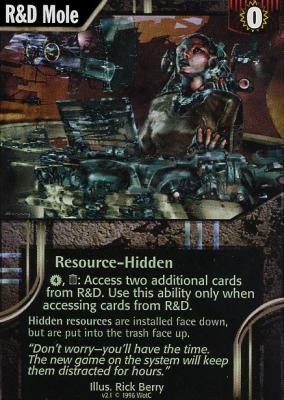 R&D Mole
0
Resource–Hidden
, : Access two additional cards
from R&D. Use this ability only when
accessing cards from R&D.
Hidden resources are installed face down,
but are put into the trash face up.
“Don’t worry–you’ll have the time.
The new game on the system will keep
them distracted for hours.”
Illus. Rick Berry
v2.1 © 1996 WotC